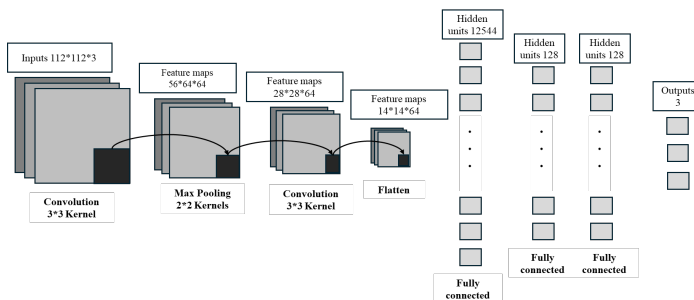 Inputs 112*112*3
Convolution
3*3 Kernel
Feature maps
56*64*64
Max Pooling
2*2 Kernels
Feature maps
28*28*64
Convolution
3*3 Kernel
Feature maps
14*14*64
Flatten
Hidden
units 12544
Fully
connected
Hidden
units 128
Fully
connected
Hidden
units 128
Fully
connected
Outputs
3